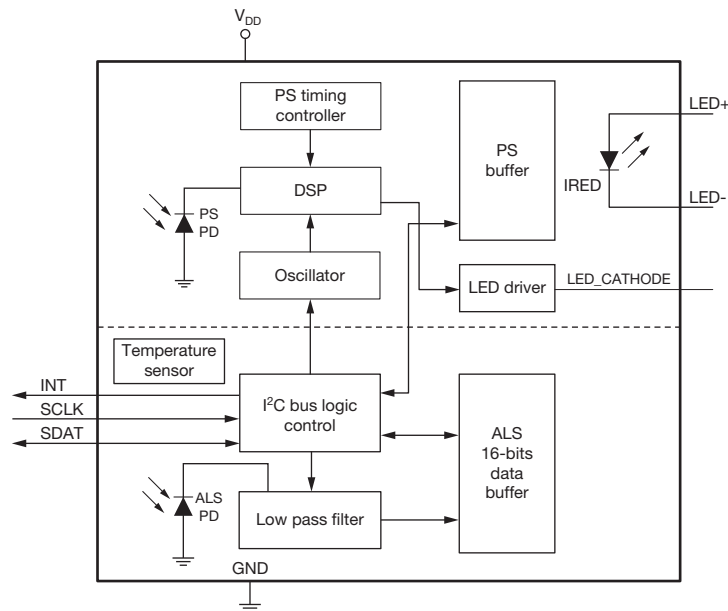 VDD
PS timing
controller
PS
buffer
LED+
IRED
LED-
DSP
PS
PD
Oscillator
LED driver
LED_CATHODE
Temperature
sensor
INT
SCLK
SDAT
I²C bus logic
control
ALS
16-bits
data
buffer
ALS
PD
Low pass filter
GND